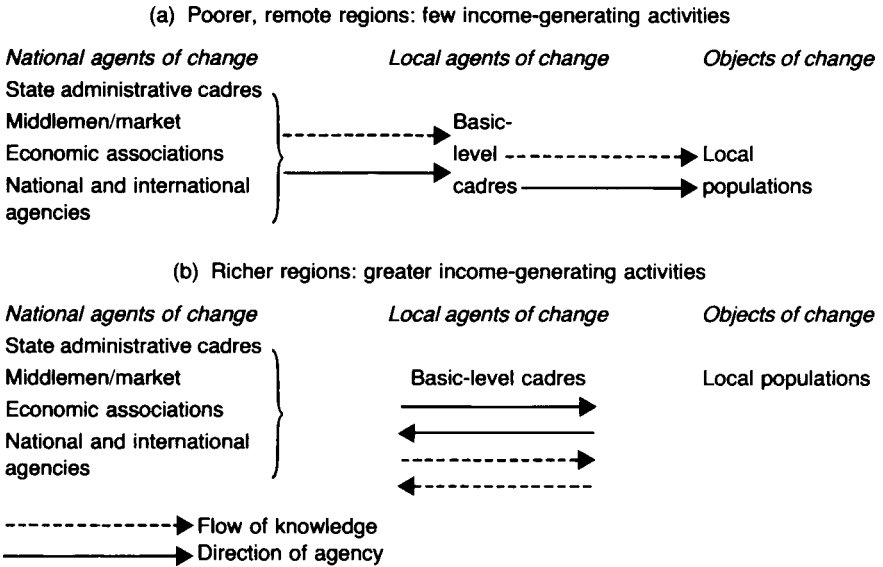 (a) Poorer, remote regions: few income-generating activities
National agents of change Local agents of change Objects of change
State administrative cadres
Middlemen/market Basic-
Economic associations level Local
National and international cadres populations
agencies
(b) Richer regions: greater income-generating activities
National agents of change Local agents of change Objects of change
State administrative cadres
Middlemen/market Basic-level cadres Local populations
Economic associations
National and international
agencies
Flow of knowledge
Direction of agency